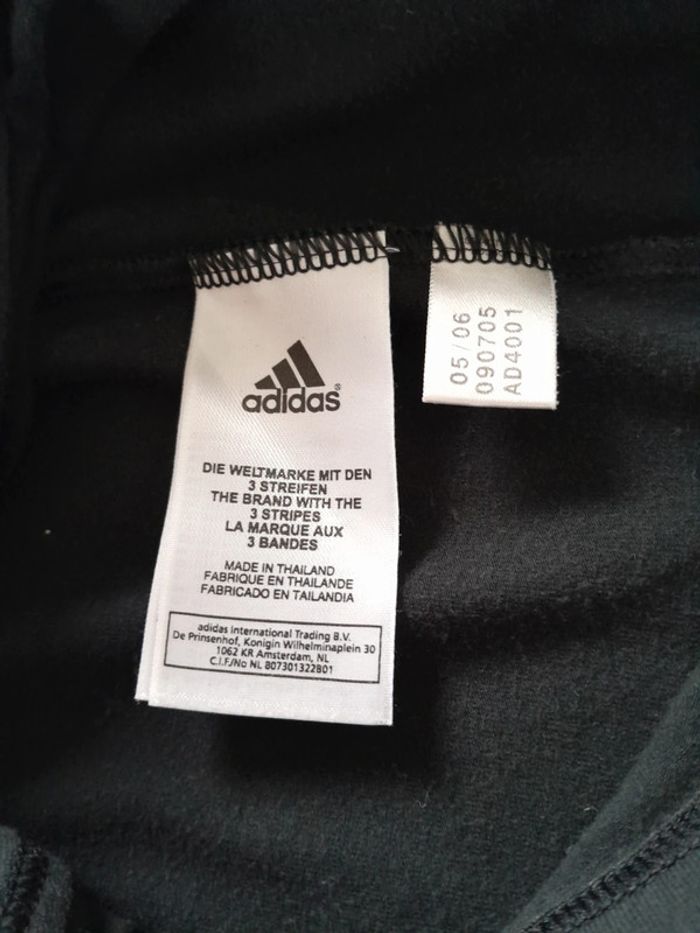 adidas®
DIE WELTMARKE MIT DEN
3 STREIFEN
THE BRAND WITH THE
3 STRIPES
LA MARQUE AUX
3 BANDES
MADE IN THAILAND
FABRIQUE EN THAILANDE
FABRICADO EN TAILANDIA
adidas International Trading B.V.
De Prinsenhof, Konigin Wilhelminaplein 30
1062 KR Amsterdam, NL
C.I.F./No NL 807301322B01
05/06
090705
AD4001